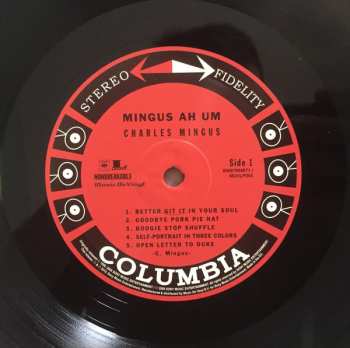 STEREO FIDELITY
MINGUS AH UM
CHARLES MINGUS
Side 1
1 BETTER GIT IT IN YOUR SOUL
2 GOODBYE PORK PIE HAT
3 BOOGIE STOP SHUFFLE
4 SELF-PORTRAIT IN THREE COLORS
5 OPEN LETTER TO DUKE
-C. Mingus-
COLUMBIA